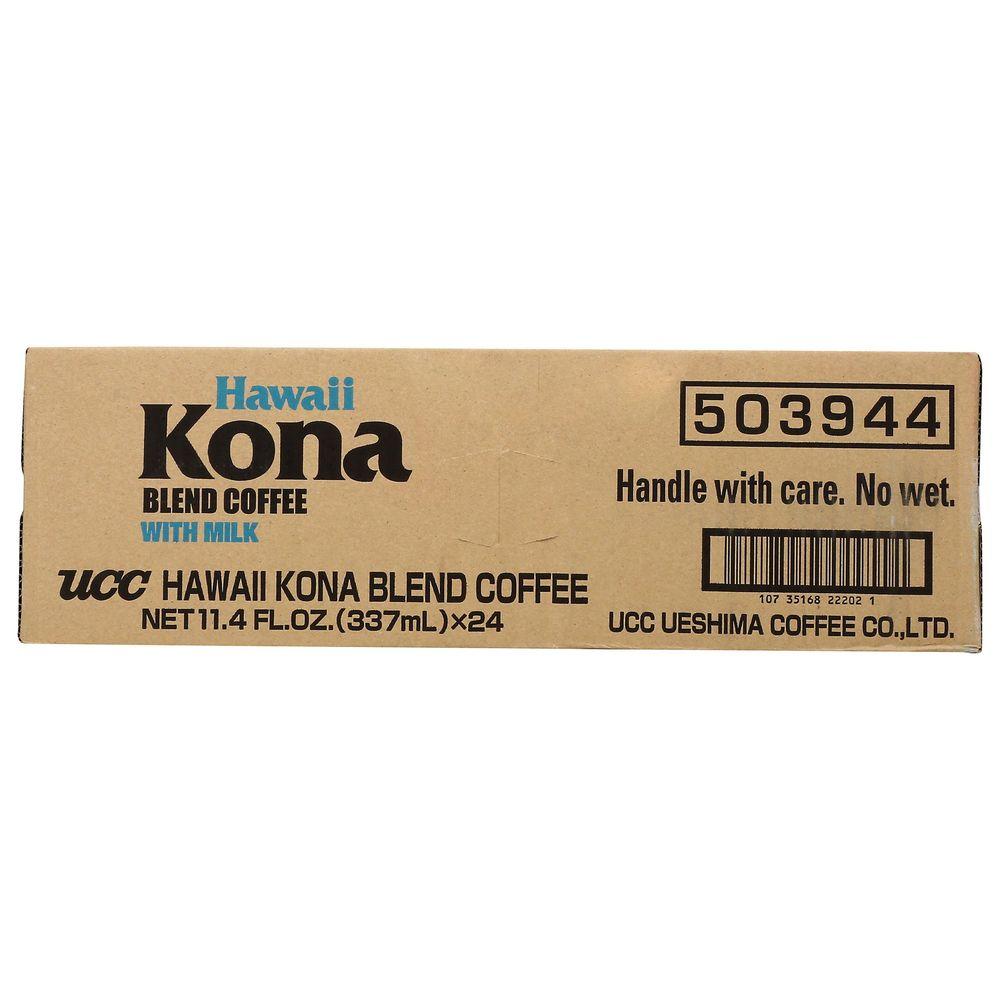 Hawaii
Kona
BLEND COFFEE
WITH MILK
ucc HAWAII KONA BLEND COFFEE
NET 11.4 FL.OZ.(337mL)×24
503944
Handle with care. No wet.
107 35168 22202 1
UCC UESHIMA COFFEE CO.,LTD.